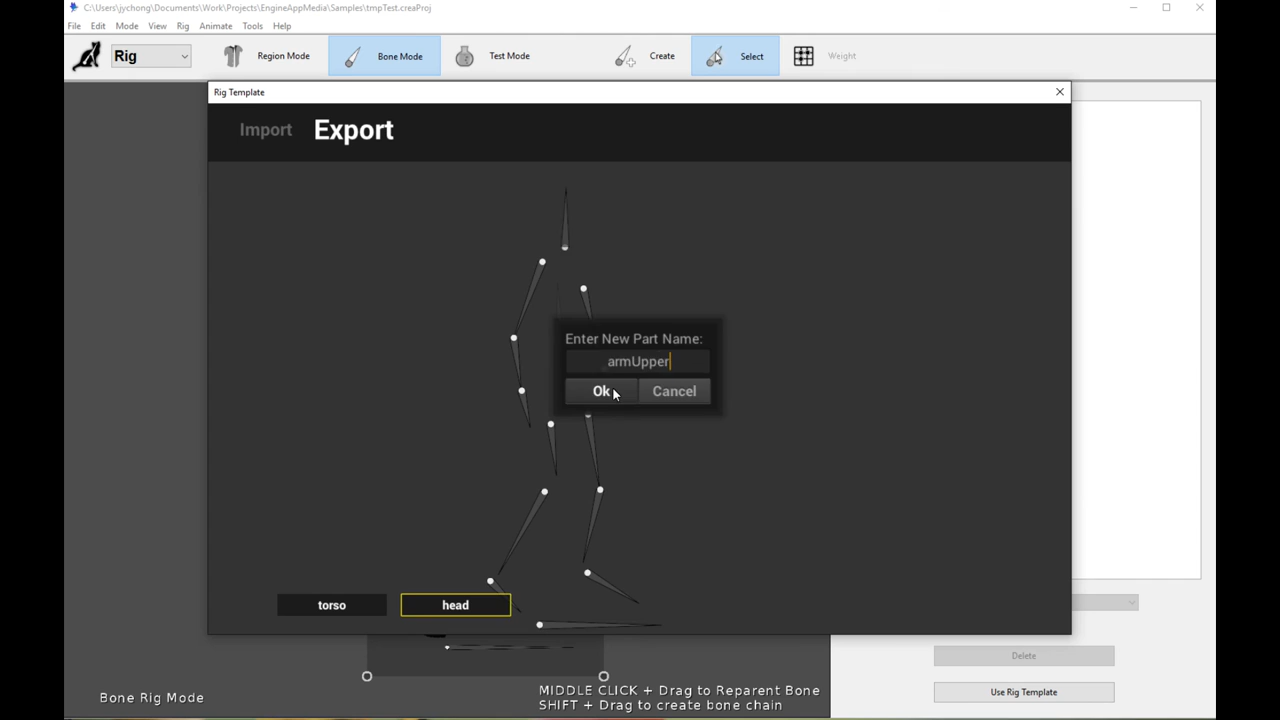 C:\Users\jychong\Documents\Work\Projects\EngineAppMedia\Samples\tmpTest.creaProj
File Edit Mode View Rig Animate Tools Help
Rig Region Mode Bone Mode Test Mode Create Select Weight
Rig Template
Import Export
Enter New Part Name:
armUpper
Ok Cancel
torso head
Delete
Use Rig Template
Bone Rig Mode
MIDDLE CLICK + Drag to Reparent Bone
SHIFT + Drag to create bone chain